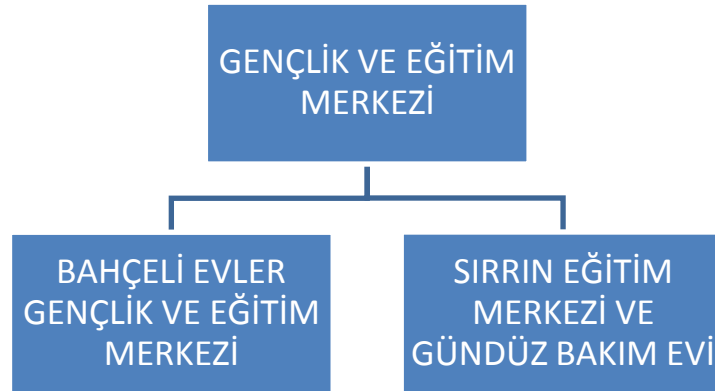 GENÇLİK VE EĞİTİM
MERKEZİ
BAHÇELİ EVLER
GENÇLİK VE EĞİTİM
MERKEZİ
SIRRIN EĞİTİM
MERKEZİ VE
GÜNDÜZ BAKIM EVİ